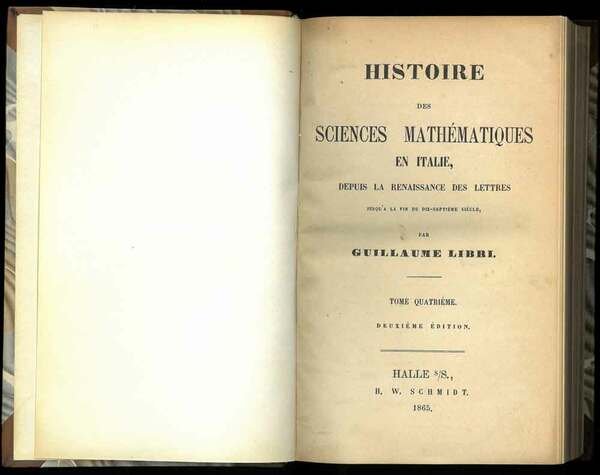 HISTOIRE
DES
SCIENCES MATHÉMATIQUES
EN ITALIE,
DEPUIS LA RENAISSANCE DES LETTRES
JUSQU'A LA FIN DU DIX-SEPTIÈME SIÈCLE,
PAR
GUILLAUME LIBRI.
TOME QUATRIÈME.
DEUXIÈME ÉDITION.
HALLE s/S.,
H. W. SCHMIDT.
1865.